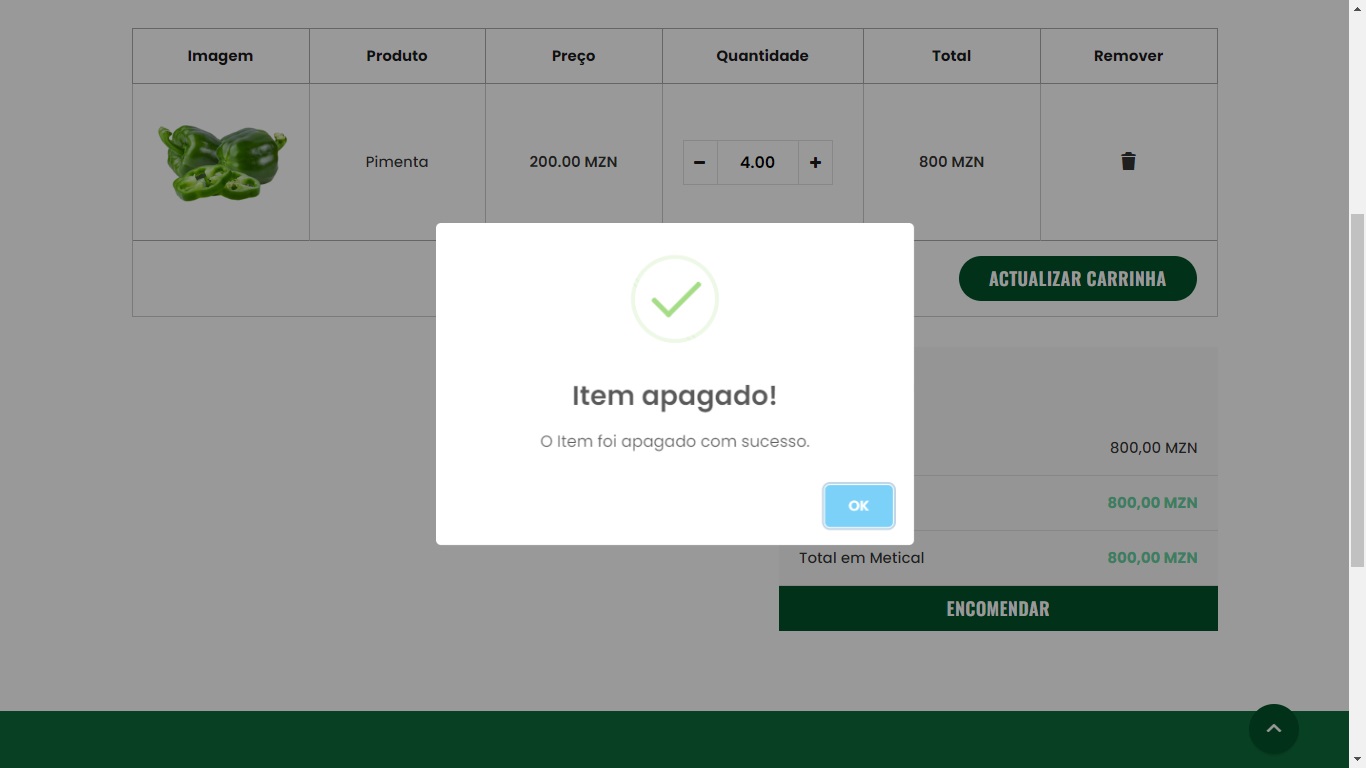 Imagem Produto Preço Quantidade Total Remover
Pimenta 200.00 MZN − 4.00 + 800 MZN
ACTUALIZAR CARRINHA
Item apagado!
O Item foi apagado com sucesso.
OK
800,00 MZN
800,00 MZN
Total em Metical 800,00 MZN
ENCOMENDAR